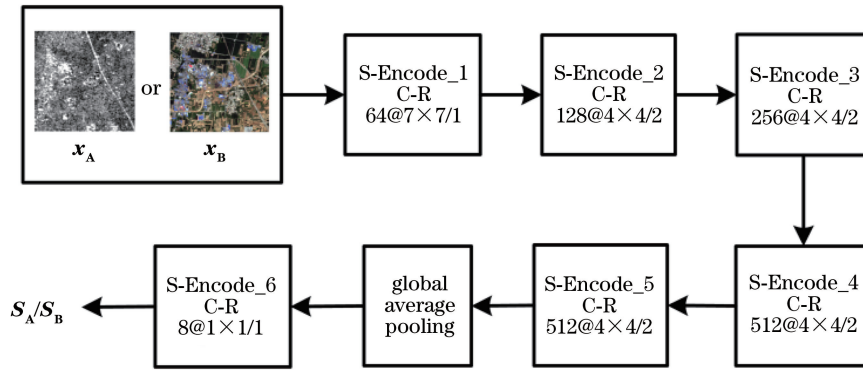 or
x_A
x_B
S-Encode_1
C-R
64@7×7/1
S-Encode_2
C-R
128@4×4/2
S-Encode_3
C-R
256@4×4/2
S-Encode_4
C-R
512@4×4/2
S-Encode_5
C-R
512@4×4/2
global
average
pooling
S-Encode_6
C-R
8@1×1/1
S_A/S_B